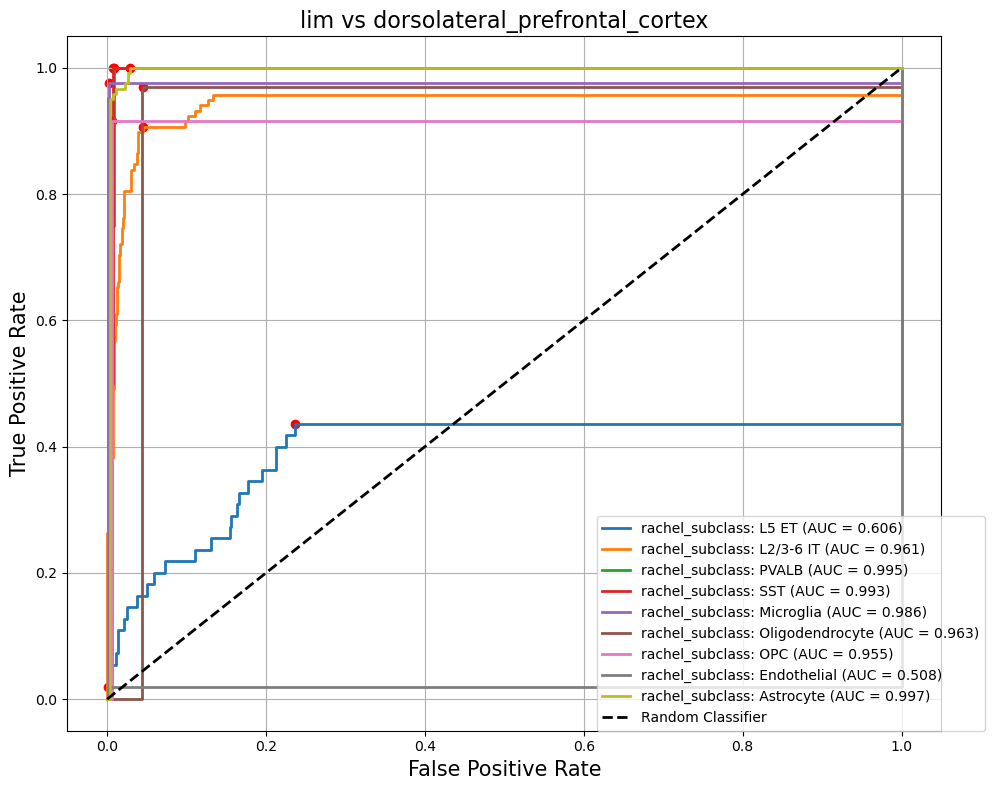 lim vs dorsolateral_prefrontal_cortex
True Positive Rate
1.0
0.8
0.6
0.4
0.2
0.0
rachel_subclass: L5 ET (AUC = 0.606)
rachel_subclass: L2/3-6 IT (AUC = 0.961)
rachel_subclass: PVALB (AUC = 0.995)
rachel_subclass: SST (AUC = 0.993)
rachel_subclass: Microglia (AUC = 0.986)
rachel_subclass: Oligodendrocyte (AUC = 0.963)
rachel_subclass: OPC (AUC = 0.955)
rachel_subclass: Endothelial (AUC = 0.508)
rachel_subclass: Astrocyte (AUC = 0.997)
Random Classifier
0.0 0.2 0.4 0.6 0.8 1.0
False Positive Rate